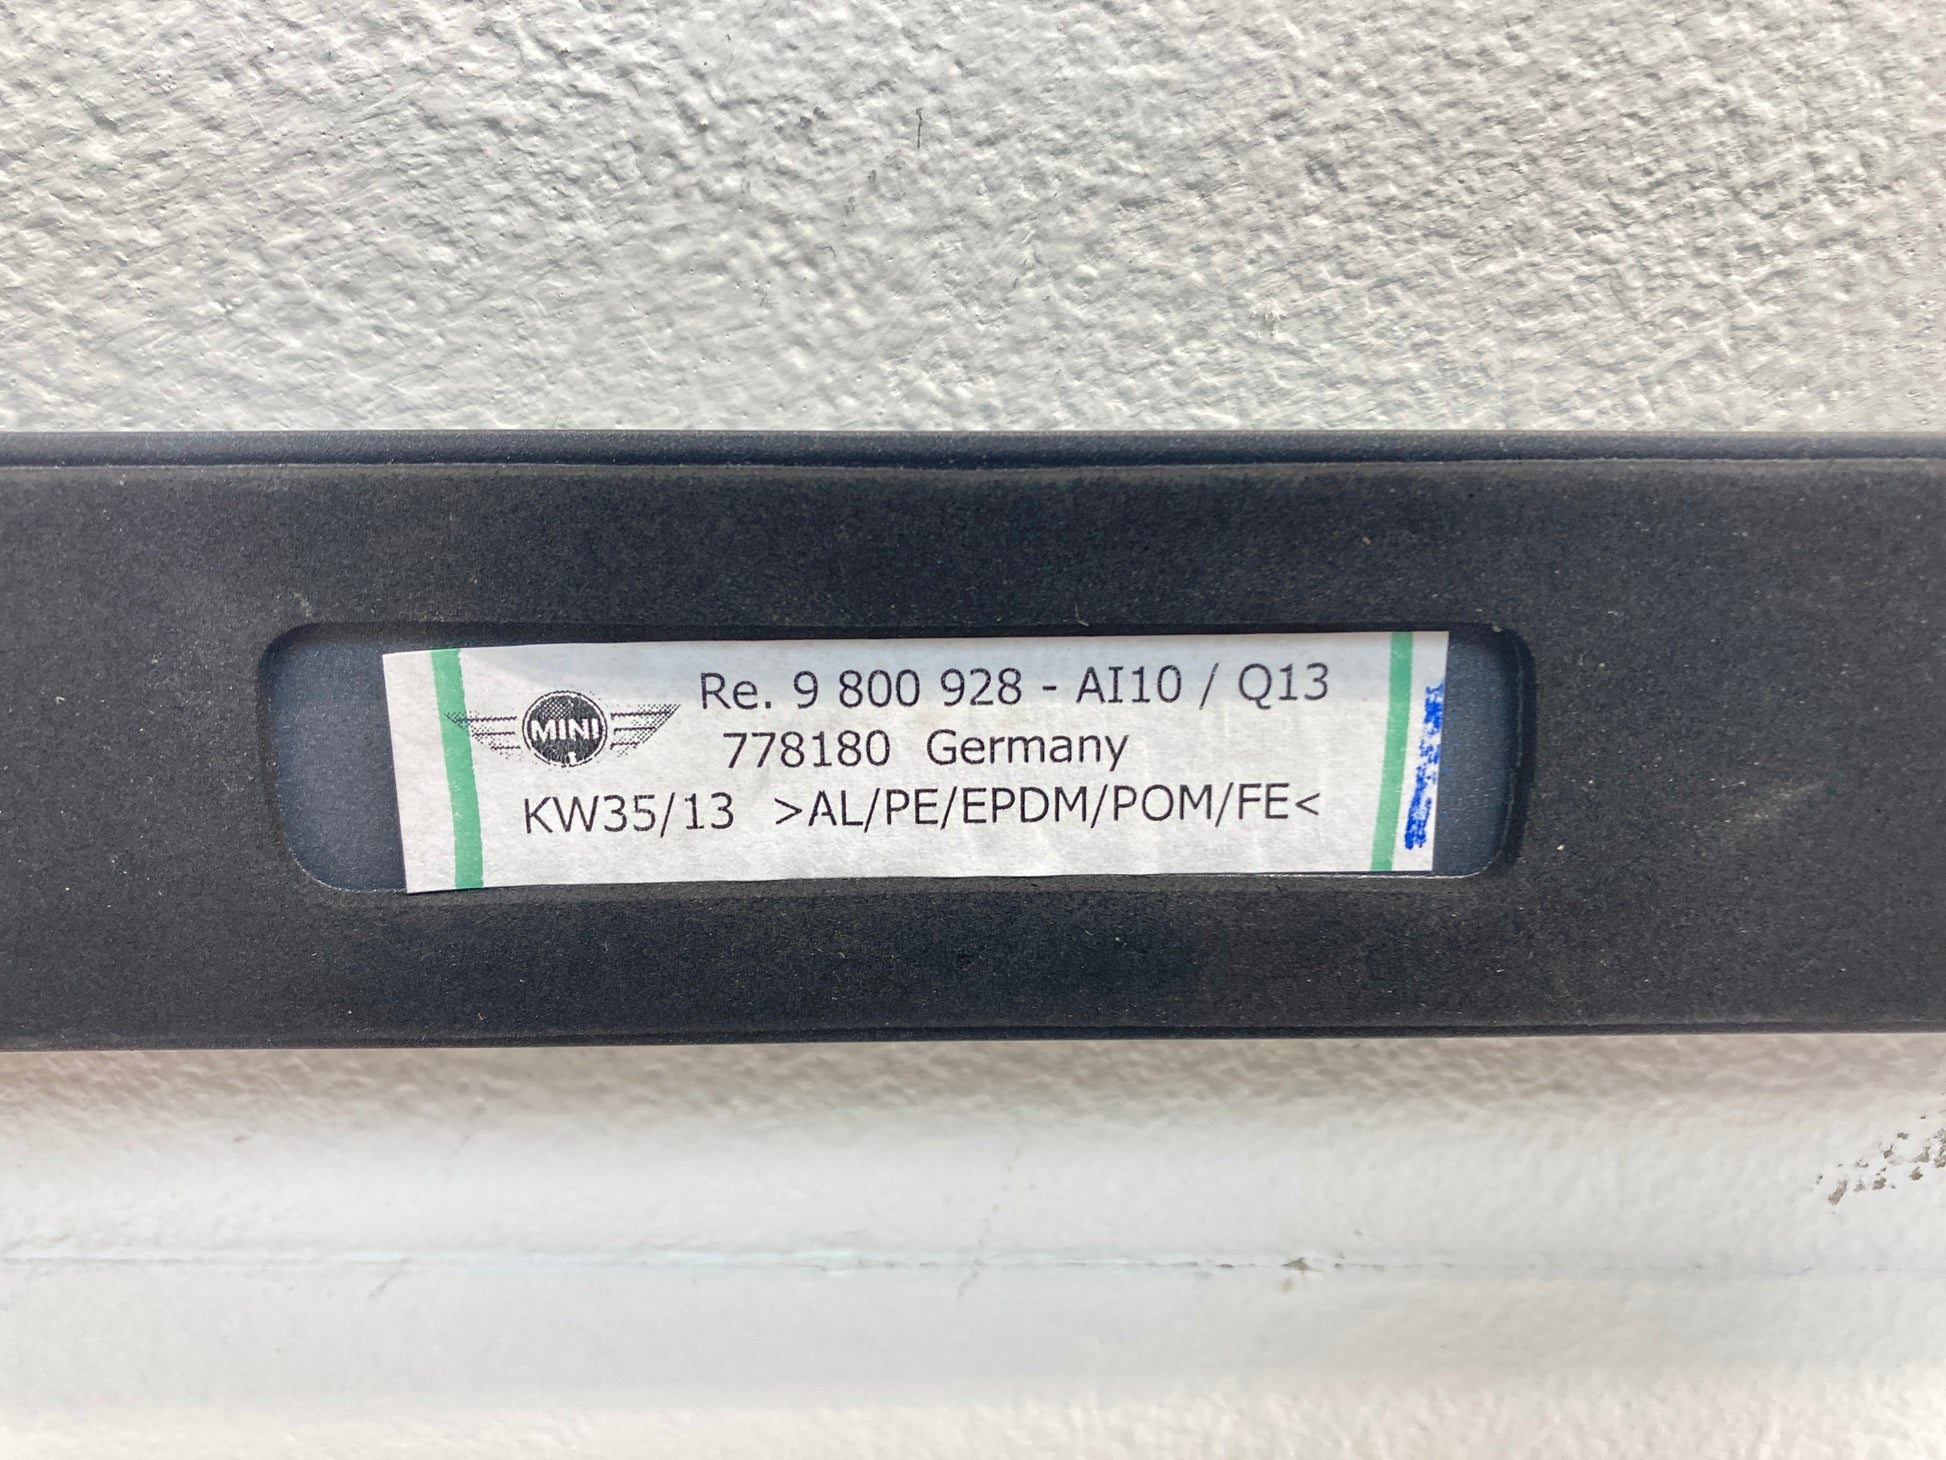 MINI
Re. 9 800 928 - AI10 / Q13
778180 Germany
KW35/13 >AL/PE/EPDM/POM/FE<